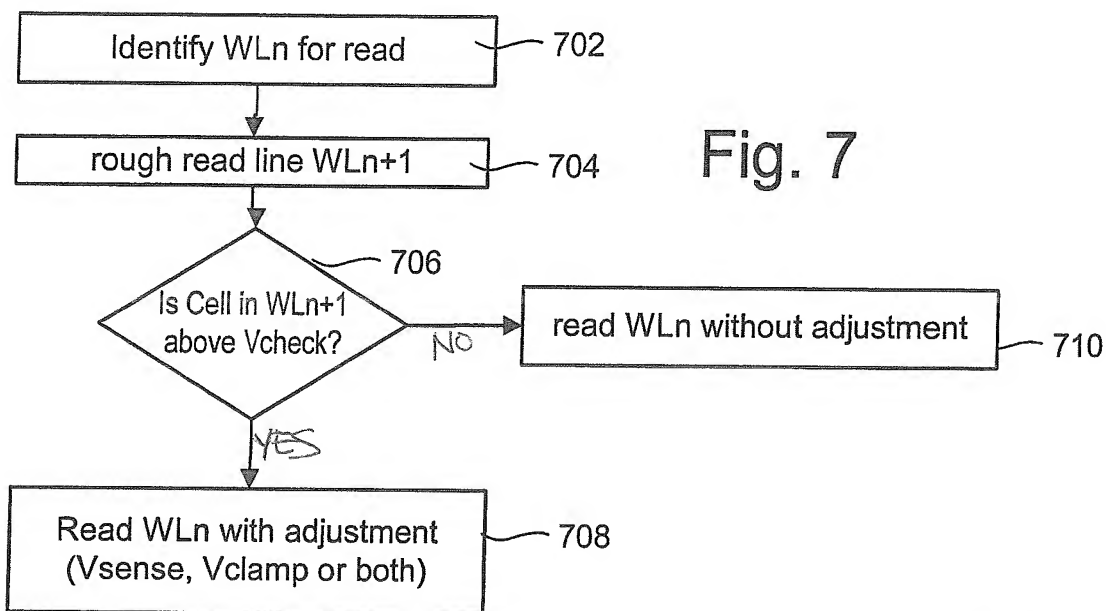 Identify WLn for read
702
rough read line WLn+1
704
Fig. 7
706
Is Cell in WLn+1
above Vcheck?
NO
read WLn without adjustment
710
YES
Read WLn with adjustment
(Vsense, Vclamp or both)
708